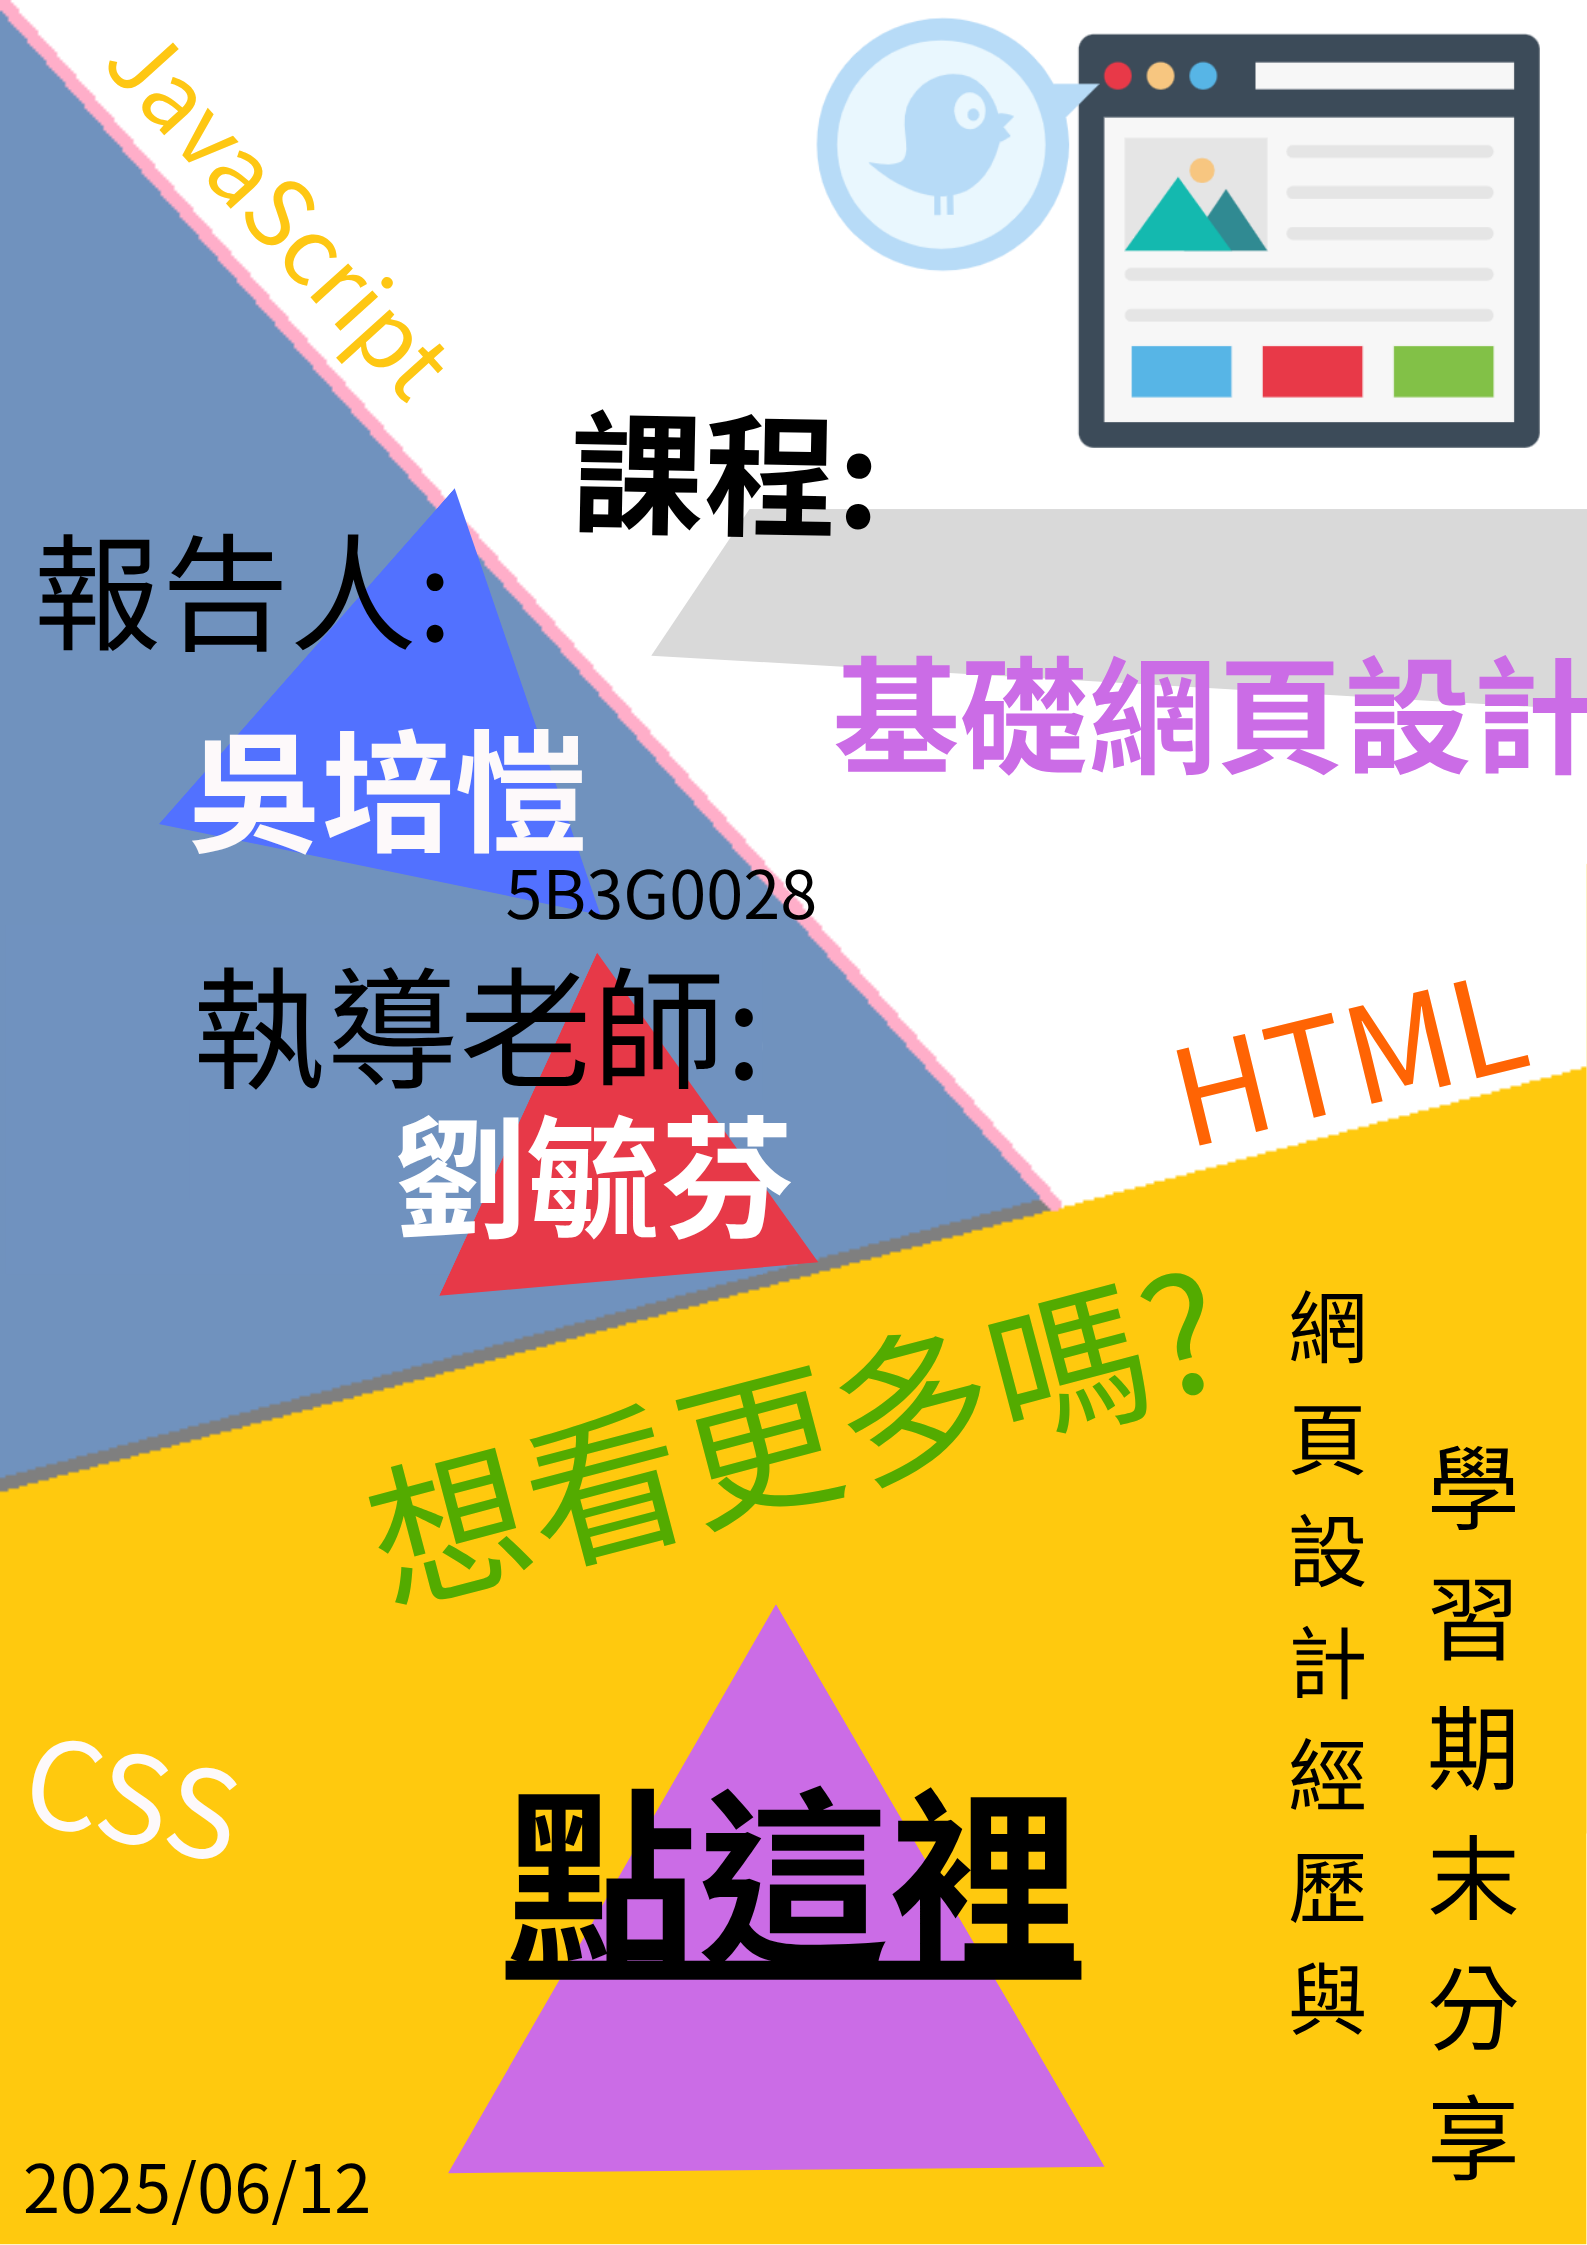 JavaScript
課程:
報告人:
基礎網頁設計
吳培愷
5B3G0028
執導老師:
劉毓芬
HTML
想看更多嗎?
網頁設計經歷與
學習期末分享
CSS
點這裡
2025/06/12